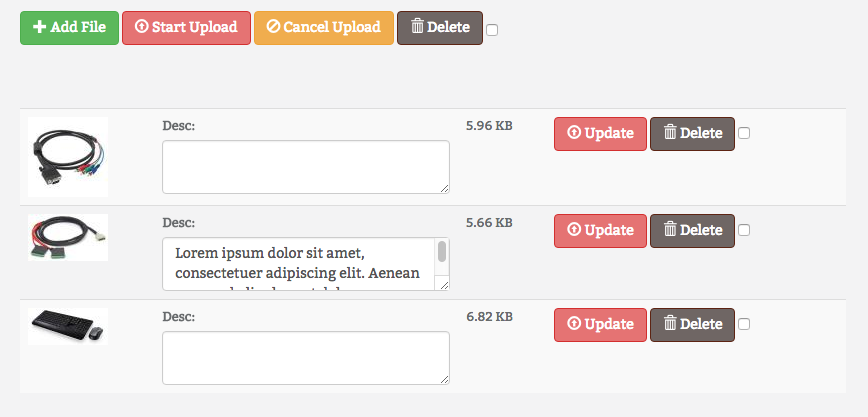 Add File Start Upload Cancel Upload Delete
Desc: 5.96 KB Update Delete
Desc: 5.66 KB Update Delete
Lorem ipsum dolor sit amet,
consectetuer adipiscing elit. Aenean
Desc: 6.82 KB Update Delete